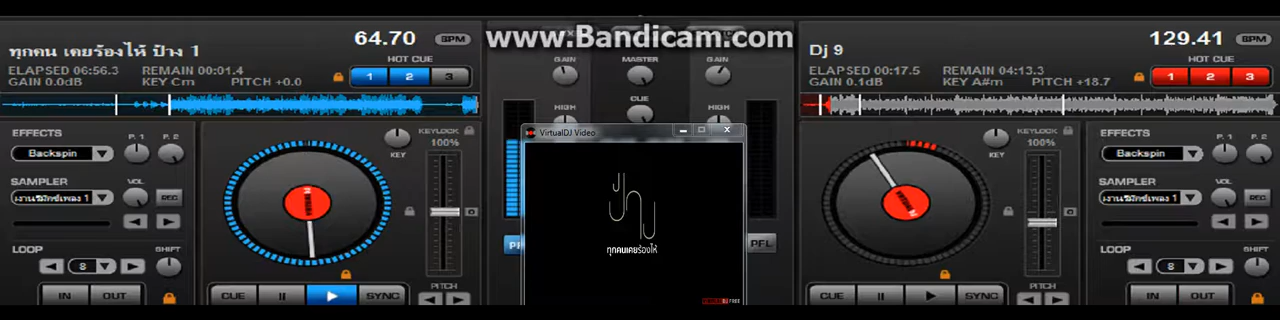 www.Bandicam.com
ทุกคน เคยร้องไห้ ป้าง 1
64.70 BPM
ELAPSED 06:56.3 REMAIN 00:01.4
GAIN 0.0dB KEY Cm PITCH +0.0
HOT CUE
1 2 3
EFFECTS P. 1 P. 2
Backspin
SAMPLER VOL
REC
LOOP SHIFT
8
IN OUT
KEY
KEYLOCK
100%
CUE SYNC
PITCH
GAIN MASTER GAIN
CUE
HIGH HIGH
VirtualDJ Video
ทุกคนเคยร้องไห้
PFL
Dj 9
129.41 BPM
ELAPSED 00:17.5 REMAIN 04:13.3
GAIN 0.1dB KEY A#m PITCH +18.7
HOT CUE
1 2 3
KEY
KEYLOCK
100%
CUE SYNC
PITCH
EFFECTS P. 1 P. 2
Backspin
SAMPLER VOL
REC
LOOP SHIFT
8
IN OUT